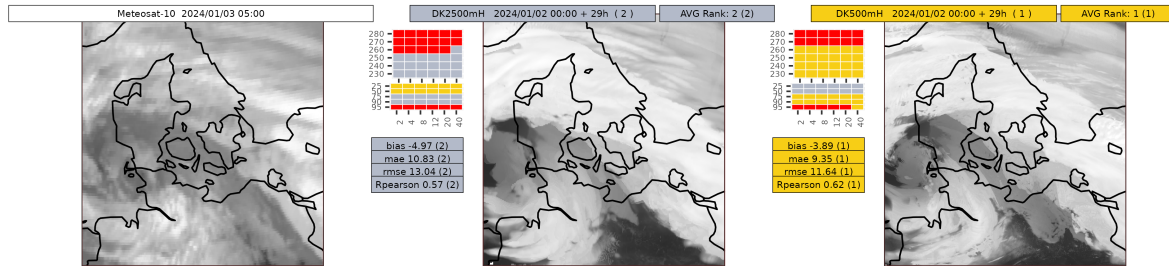 Meteosat-10 2024/01/03 05:00
DK2500mH 2024/01/02 00:00 + 29h ( 2 )
AVG Rank: 2 (2)
DK500mH 2024/01/02 00:00 + 29h ( 1 )
AVG Rank: 1 (1)
280
270
260
250
240
230
25
50
75
90
95
2 4 8 12 20 40
bias -4.97 (2)
mae 10.83 (2)
rmse 13.04 (2)
Rpearson 0.57 (2)
280
270
260
250
240
230
25
50
75
90
95
2 4 8 12 20 40
bias -3.89 (1)
mae 9.35 (1)
rmse 11.64 (1)
Rpearson 0.62 (1)